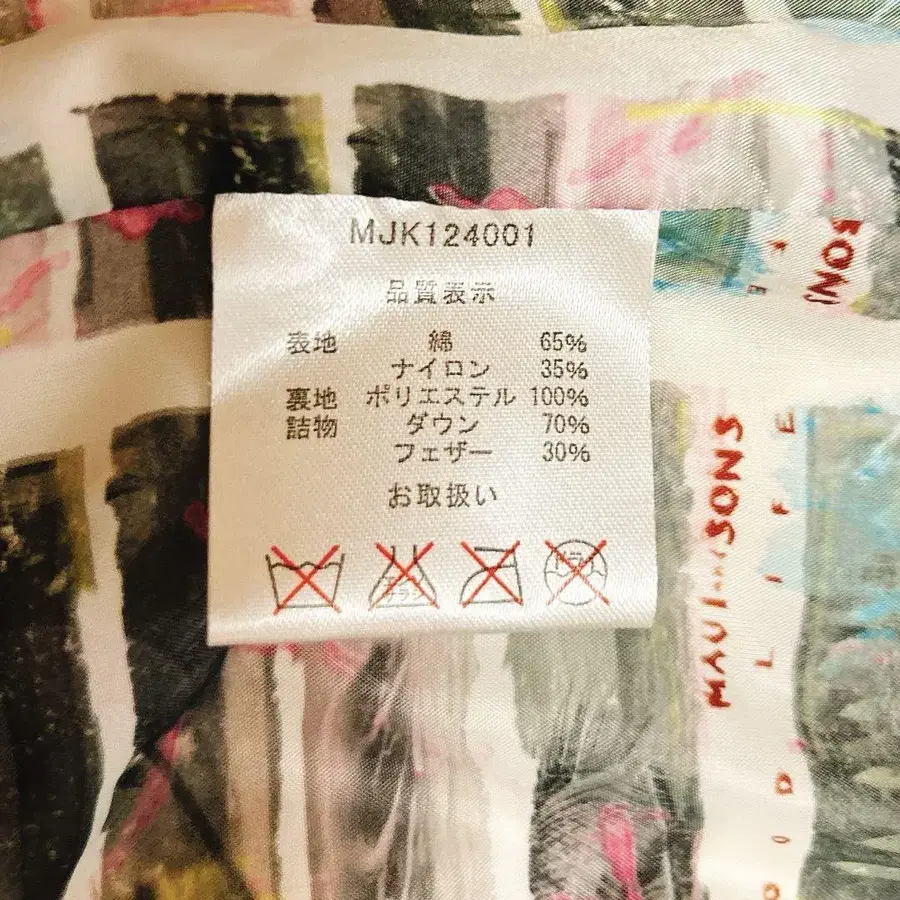 MJK124001
品質表示
表地 綿 65%
ナイロン 35%
裏地 ポリエステル 100%
詰物 ダウン 70%
フェザー 30%
お取扱い
SONS
MAUI
SONS
LIFE